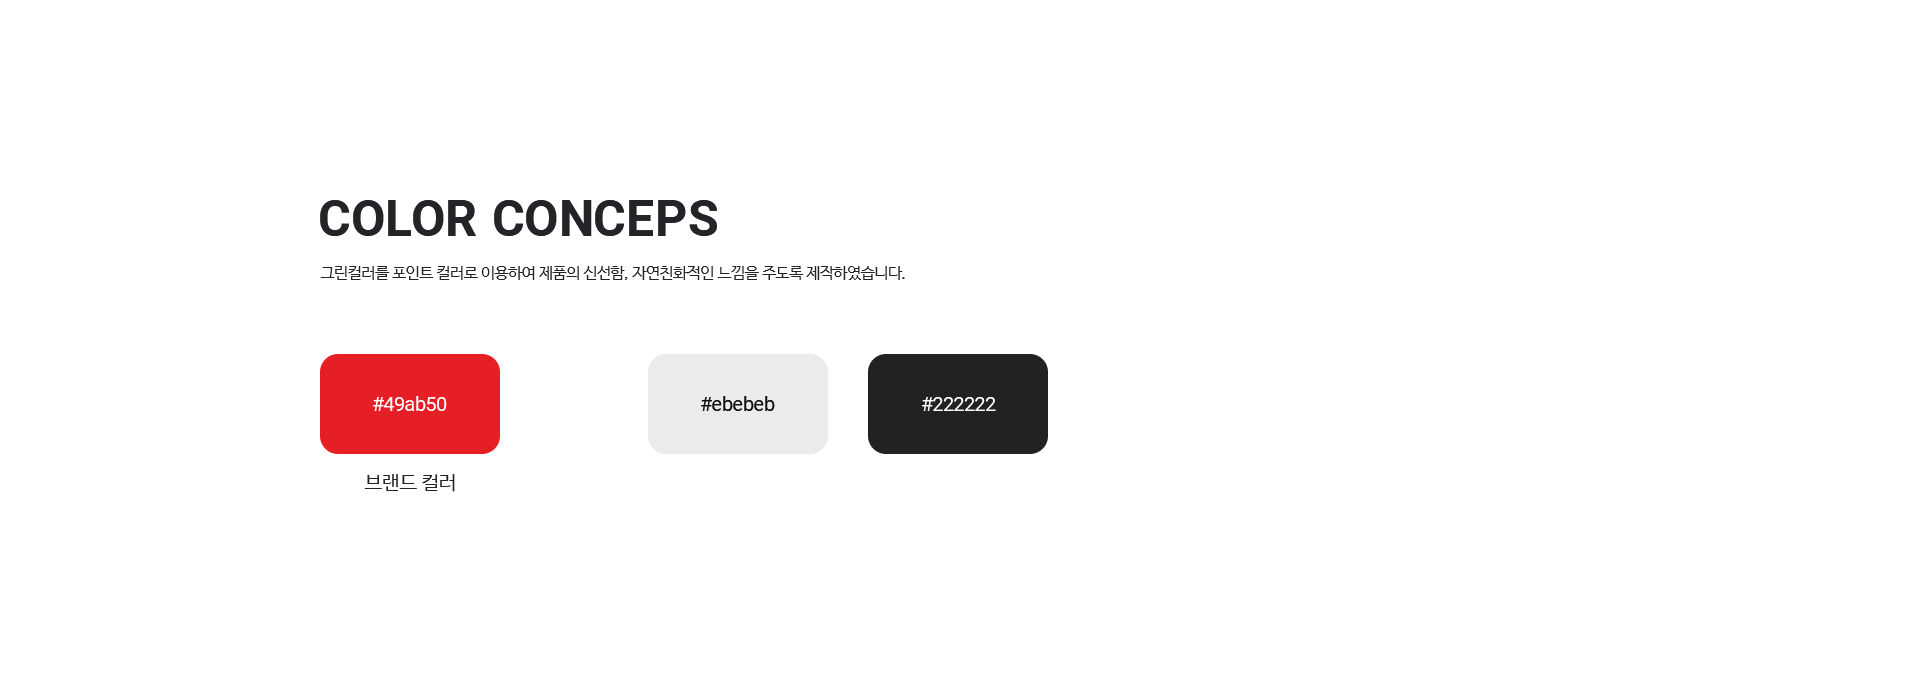 COLOR CONCEPS
그린컬러를 포인트 컬러로 이용하여 제품의 신선함, 자연친화적인 느낌을 주도록 제작하였습니다.
#49ab50
#ebebeb
#222222
브랜드 컬러